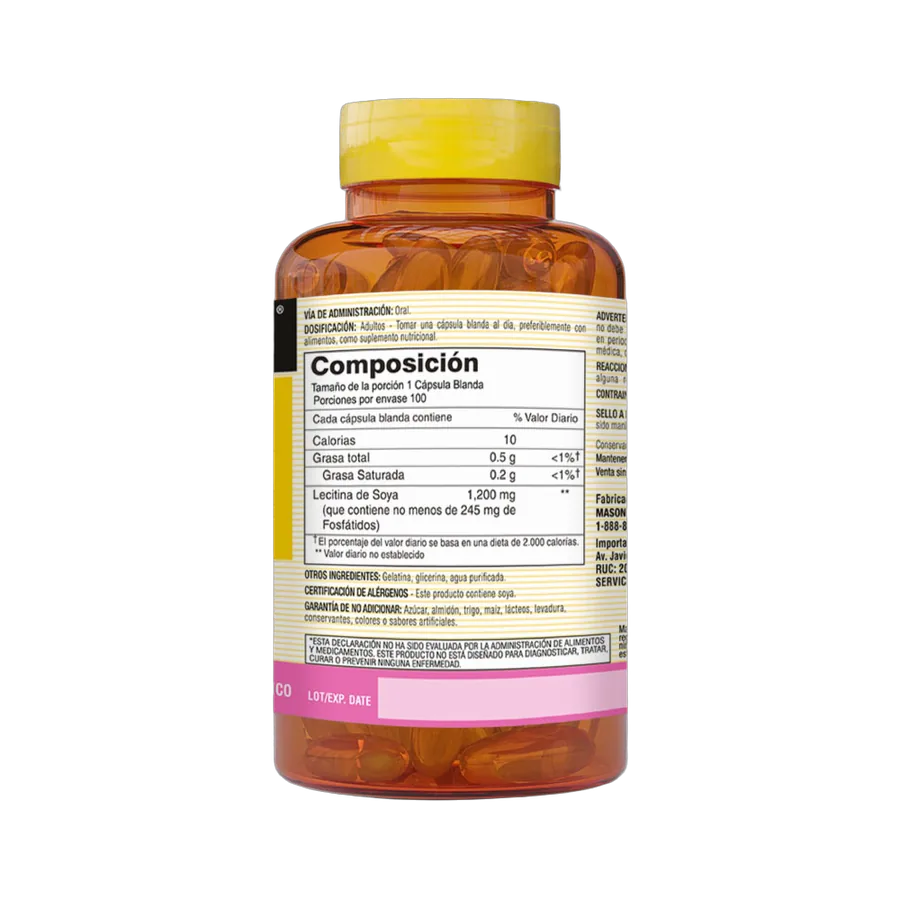 ®
VÍA DE ADMINISTRACIÓN: Oral.
DOSIFICACIÓN: Adultos - Tomar una cápsula blanda al día, preferiblemente con
alimentos, como suplemento nutricional.
Composición
Tamaño de la porción 1 Cápsula Blanda
Porciones por envase 100
Cada cápsula blanda contiene % Valor Diario
Calorias 10
Grasa total 0.5 g <1%†
Grasa Saturada 0.2 g <1%†
Lecitina de Soya 1,200 mg **
(que contiene no menos de 245 mg de
Fosfátidos)
†El porcentaje del valor diario se basa en una dieta de 2.000 calorías.
** Valor diario no establecido
OTROS INGREDIENTES: Gelatina, glicerina, agua purificada.
CERTIFICACIÓN DE ALÉRGENOS - Este producto contiene soya.
GARANTÍA DE NO ADICIONAR: Azúcar, almidón, trigo, maíz, lácteos, levadura,
conservantes, colores o sabores artificiales.
*ESTA DECLARACIÓN NO HA SIDO EVALUADA POR LA ADMINISTRACIÓN DE ALIMENTOS
Y MEDICAMENTOS. ESTE PRODUCTO NO ESTÁ DISEÑADO PARA DIAGNOSTICAR, TRATAR,
CURAR O PREVENIR NINGUNA ENFERMEDAD.
CO LOT/EXP. DATE
ADVERTE
no debe
en period
médica,
REACCION
alguna
CONTRAIN
SELLO A
sido mani
Conserva
Mantener
Venta sin
Fabrica
MASON
1-888-8
Importa
Av. Javi
RUC: 20
SERVIC